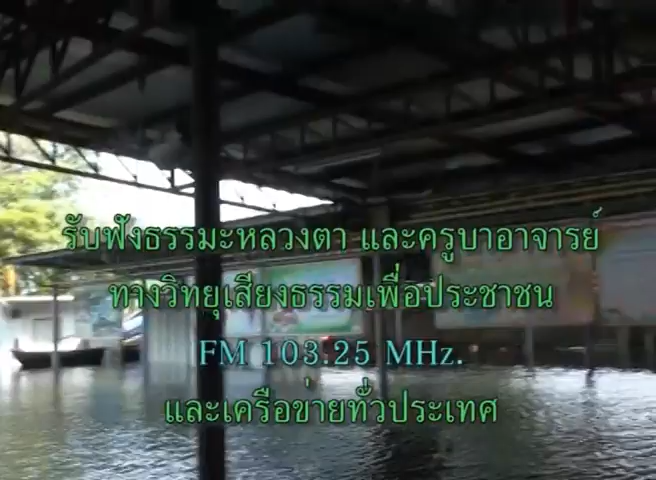 รับฟังธรรมะหลวงตา และครูบาอาจารย์
ทางวิทยุเสียงธรรมเพื่อประชาชน
FM 103.25 MHz.
และเครือข่ายทั่วประเทศ